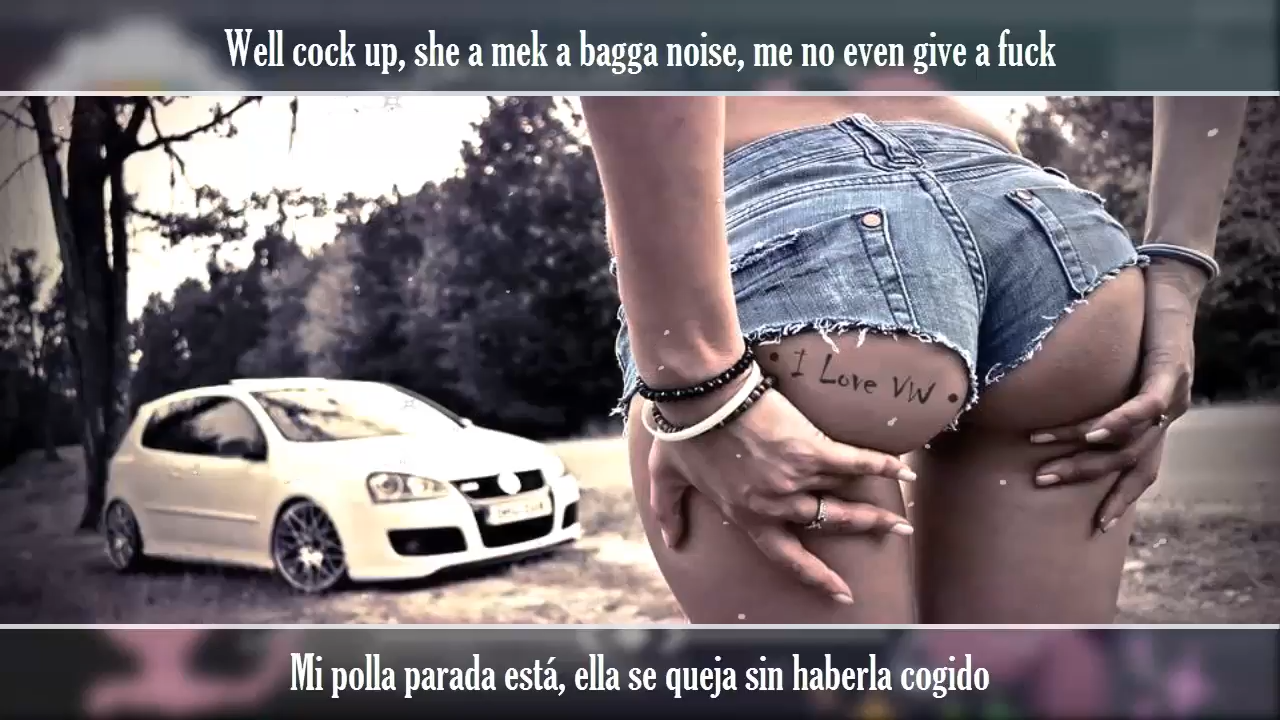 Well cock up, she a mek a bagga noise, me no even give a fuck
I Love VW
Mi polla parada está, ella se queja sin haberla cogido